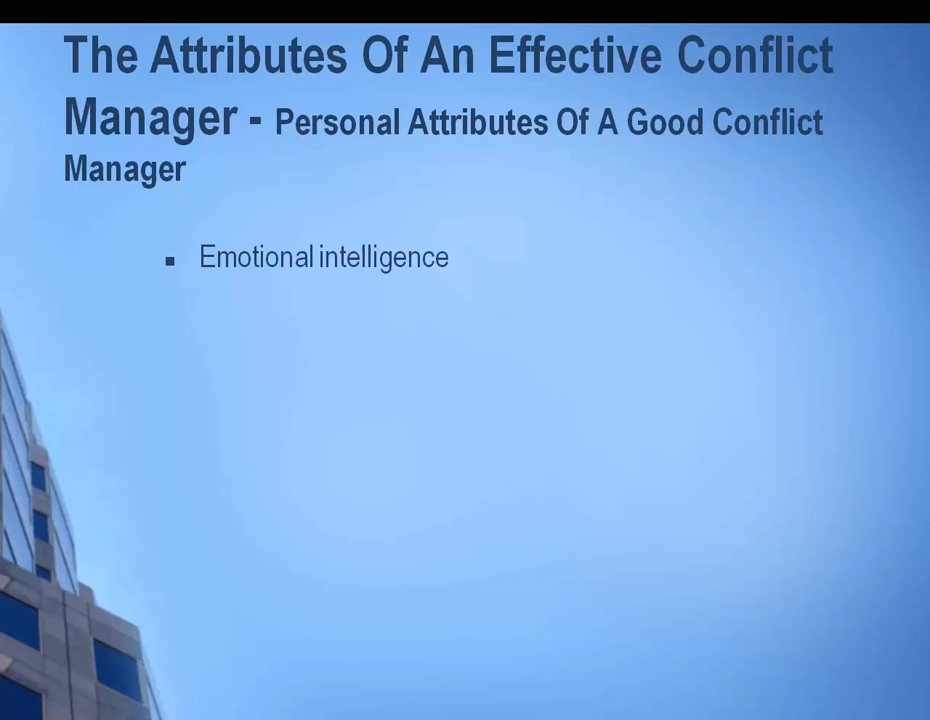 The Attributes Of An Effective Conflict
Manager - Personal Attributes Of A Good Conflict
Manager
▪ Emotional intelligence